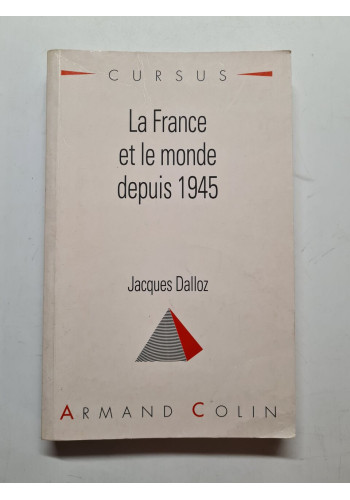 CURSUS
La France
et le monde
depuis 1945
Jacques Dalloz
ARMAND COLIN